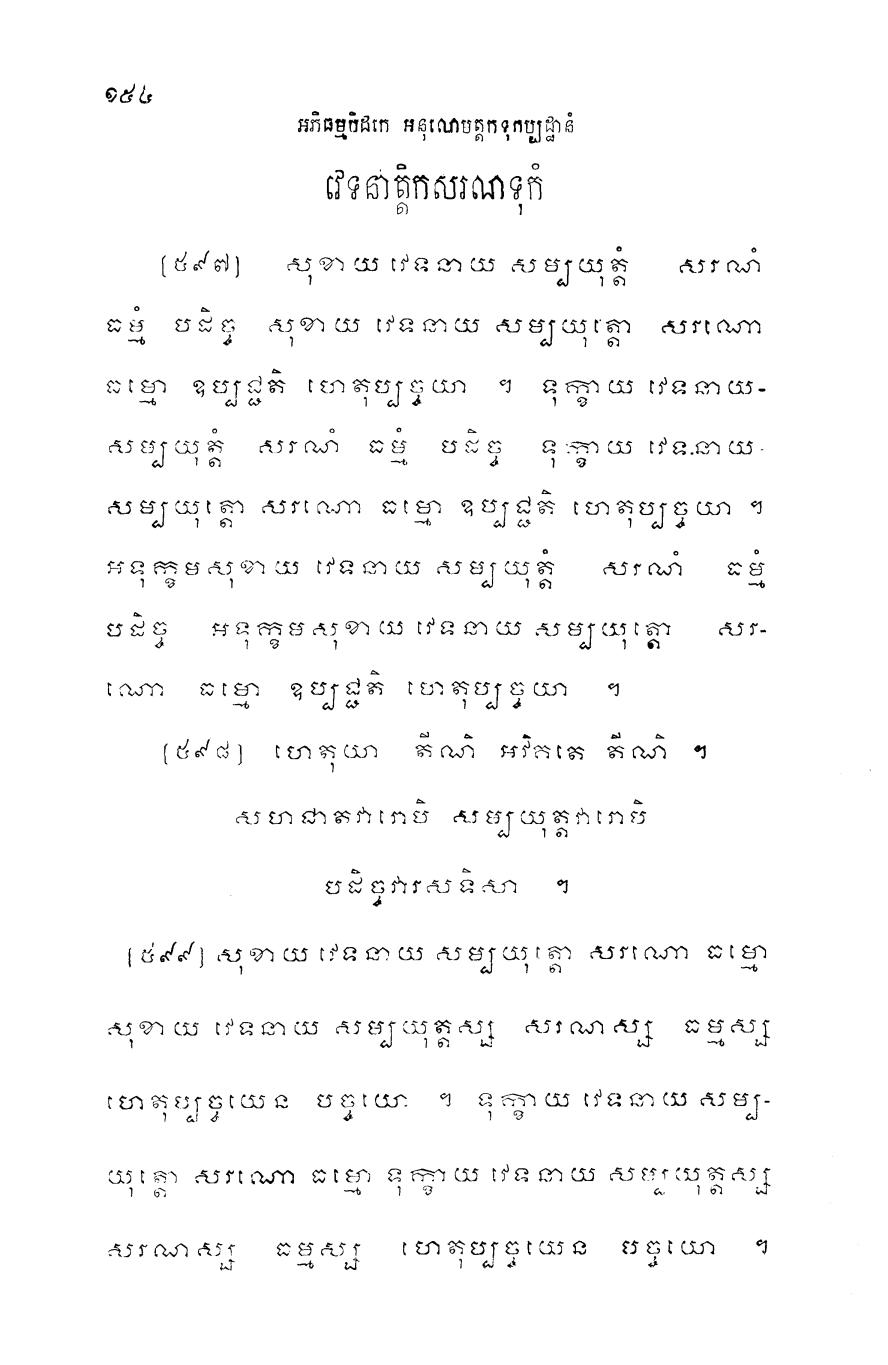 ១៥៤
អភិធម្មបិដកេ អនុលោមត្តិកទុកប្បដ្ឋានំ
វេទនាត្តិកសរណទុកំ
[៥៩៧] សុខាយ វេទនាយ សម្បយុត្តំ សរណំ
ធម្មំ បដិច្ច សុខាយ វេទនាយ សម្បយុត្តោ សរណោ
ធម្មោ ឧប្បជ្ជតិ ហេតុប្បច្ចយា ។ ទុក្ខាយ វេទនាយ-
សម្បយុត្តំ សរណំ ធម្មំ បដិច្ច ទុក្ខាយ វេទនាយ
សម្បយុត្តោ សរណោ ធម្មោ ឧប្បជ្ជតិ ហេតុប្បច្ចយា ។
អទុក្ខមសុខាយ វេទនាយ សម្បយុត្តំ សរណំ ធម្មំ
បដិច្ច អទុក្ខមសុខាយ វេទនាយ សម្បយុត្តោ សរ-
ណោ ធម្មោ ឧប្បជ្ជតិ ហេតុប្បច្ចយា ។
[៥៩៨] ហេតុយា តីណិ អវិគតេ តីណិ ។
សហជាតវារោបិ សម្បយុត្តវារោបិ
បដិច្ចវារសទិសា ។
[៥៩៩] សុខាយ វេទនាយ សម្បយុត្តោ សរណោ ធម្មោ
សុខាយ វេទនាយ សម្បយុត្តស្ស សរណស្ស ធម្មស្ស
ហេតុប្បច្ចយេន បច្ចយោ ។ ទុក្ខាយ វេទនាយ សម្ប-
យុត្តោ សរណោ ធម្មោ ទុក្ខាយ វេទនាយ សម្បយុត្តស្ស
សរណស្ស ធម្មស្ស ហេតុប្បច្ចយេន បច្ចយោ ។